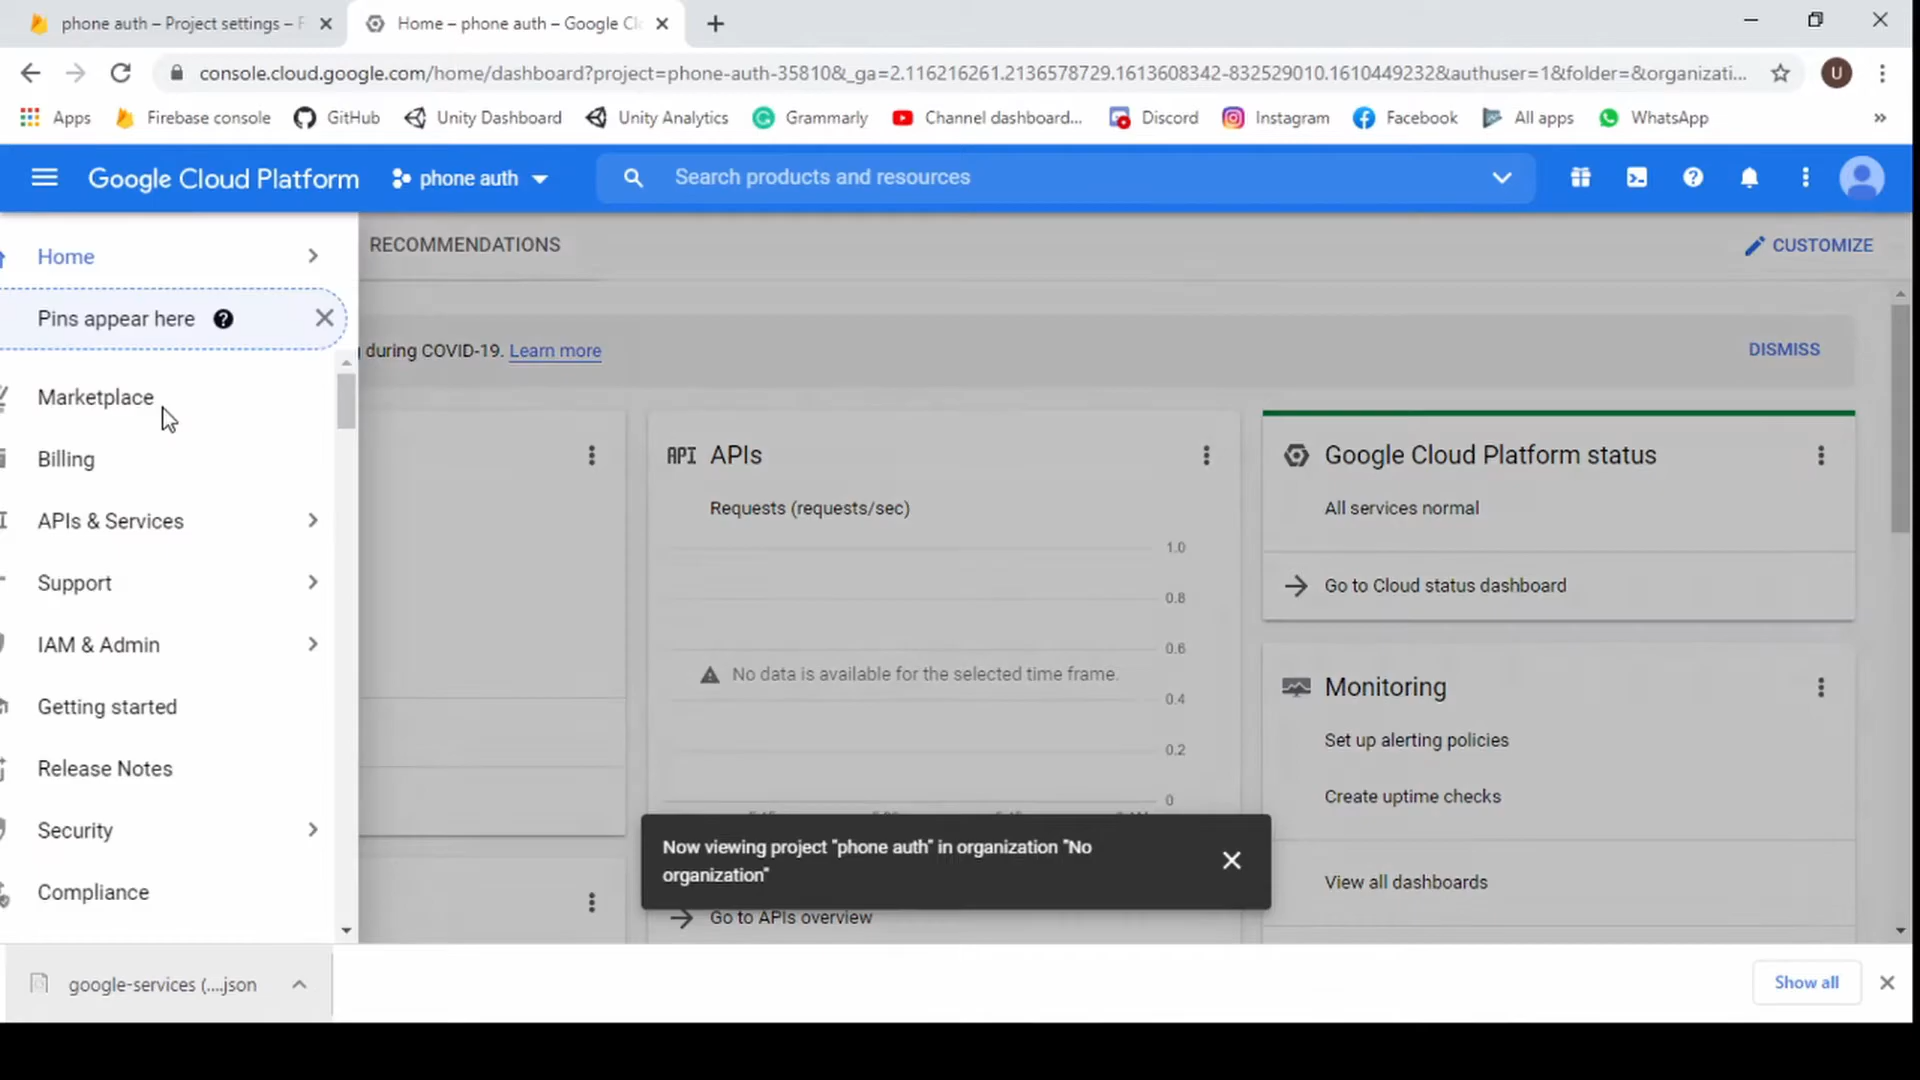 phone auth – Project settings – F
Home – phone auth – Google Cl
console.cloud.google.com/home/dashboard?project=phone-auth-35810&_ga=2.116216261.2136578729.1613608342-832529010.1610449232&authuser=1&folder=&organizati...
U
Apps
Firebase console
GitHub
Unity Dashboard
Unity Analytics
Grammarly
Channel dashboard...
Discord
Instagram
Facebook
All apps
WhatsApp
»
Google Cloud Platform
phone auth
Search products and resources
Home
RECOMMENDATIONS
CUSTOMIZE
Pins appear here
during COVID-19. Learn more
DISMISS
Marketplace
Billing
APIs & Services
Support
IAM & Admin
Getting started
Release Notes
Security
Compliance
API APIs
Requests (requests/sec)
1.0
0.8
0.6
No data is available for the selected time frame.
0.4
0.2
0
Now viewing project "phone auth" in organization "No
organization"
Go to APIs overview
Google Cloud Platform status
All services normal
Go to Cloud status dashboard
Monitoring
Set up alerting policies
Create uptime checks
View all dashboards
google-services (....json
Show all